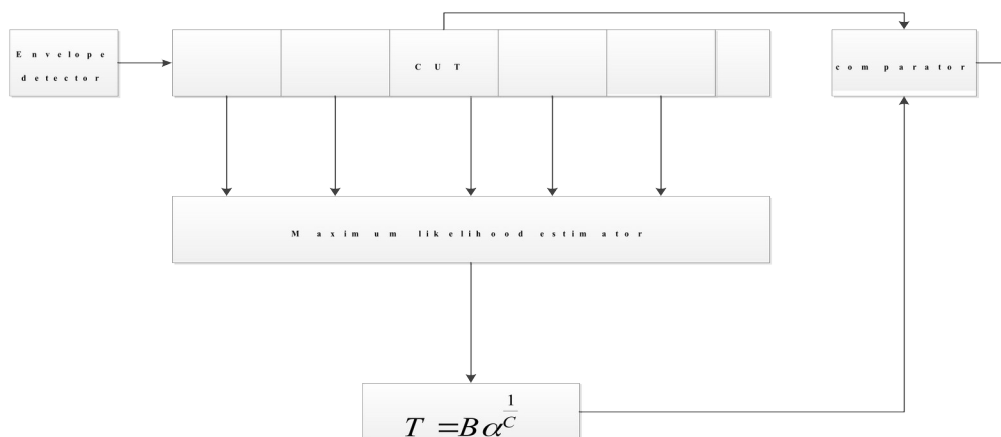 Envelope
detector
CUT
comparator
Maximum likelihood estimator
T = Bα^{1/C}